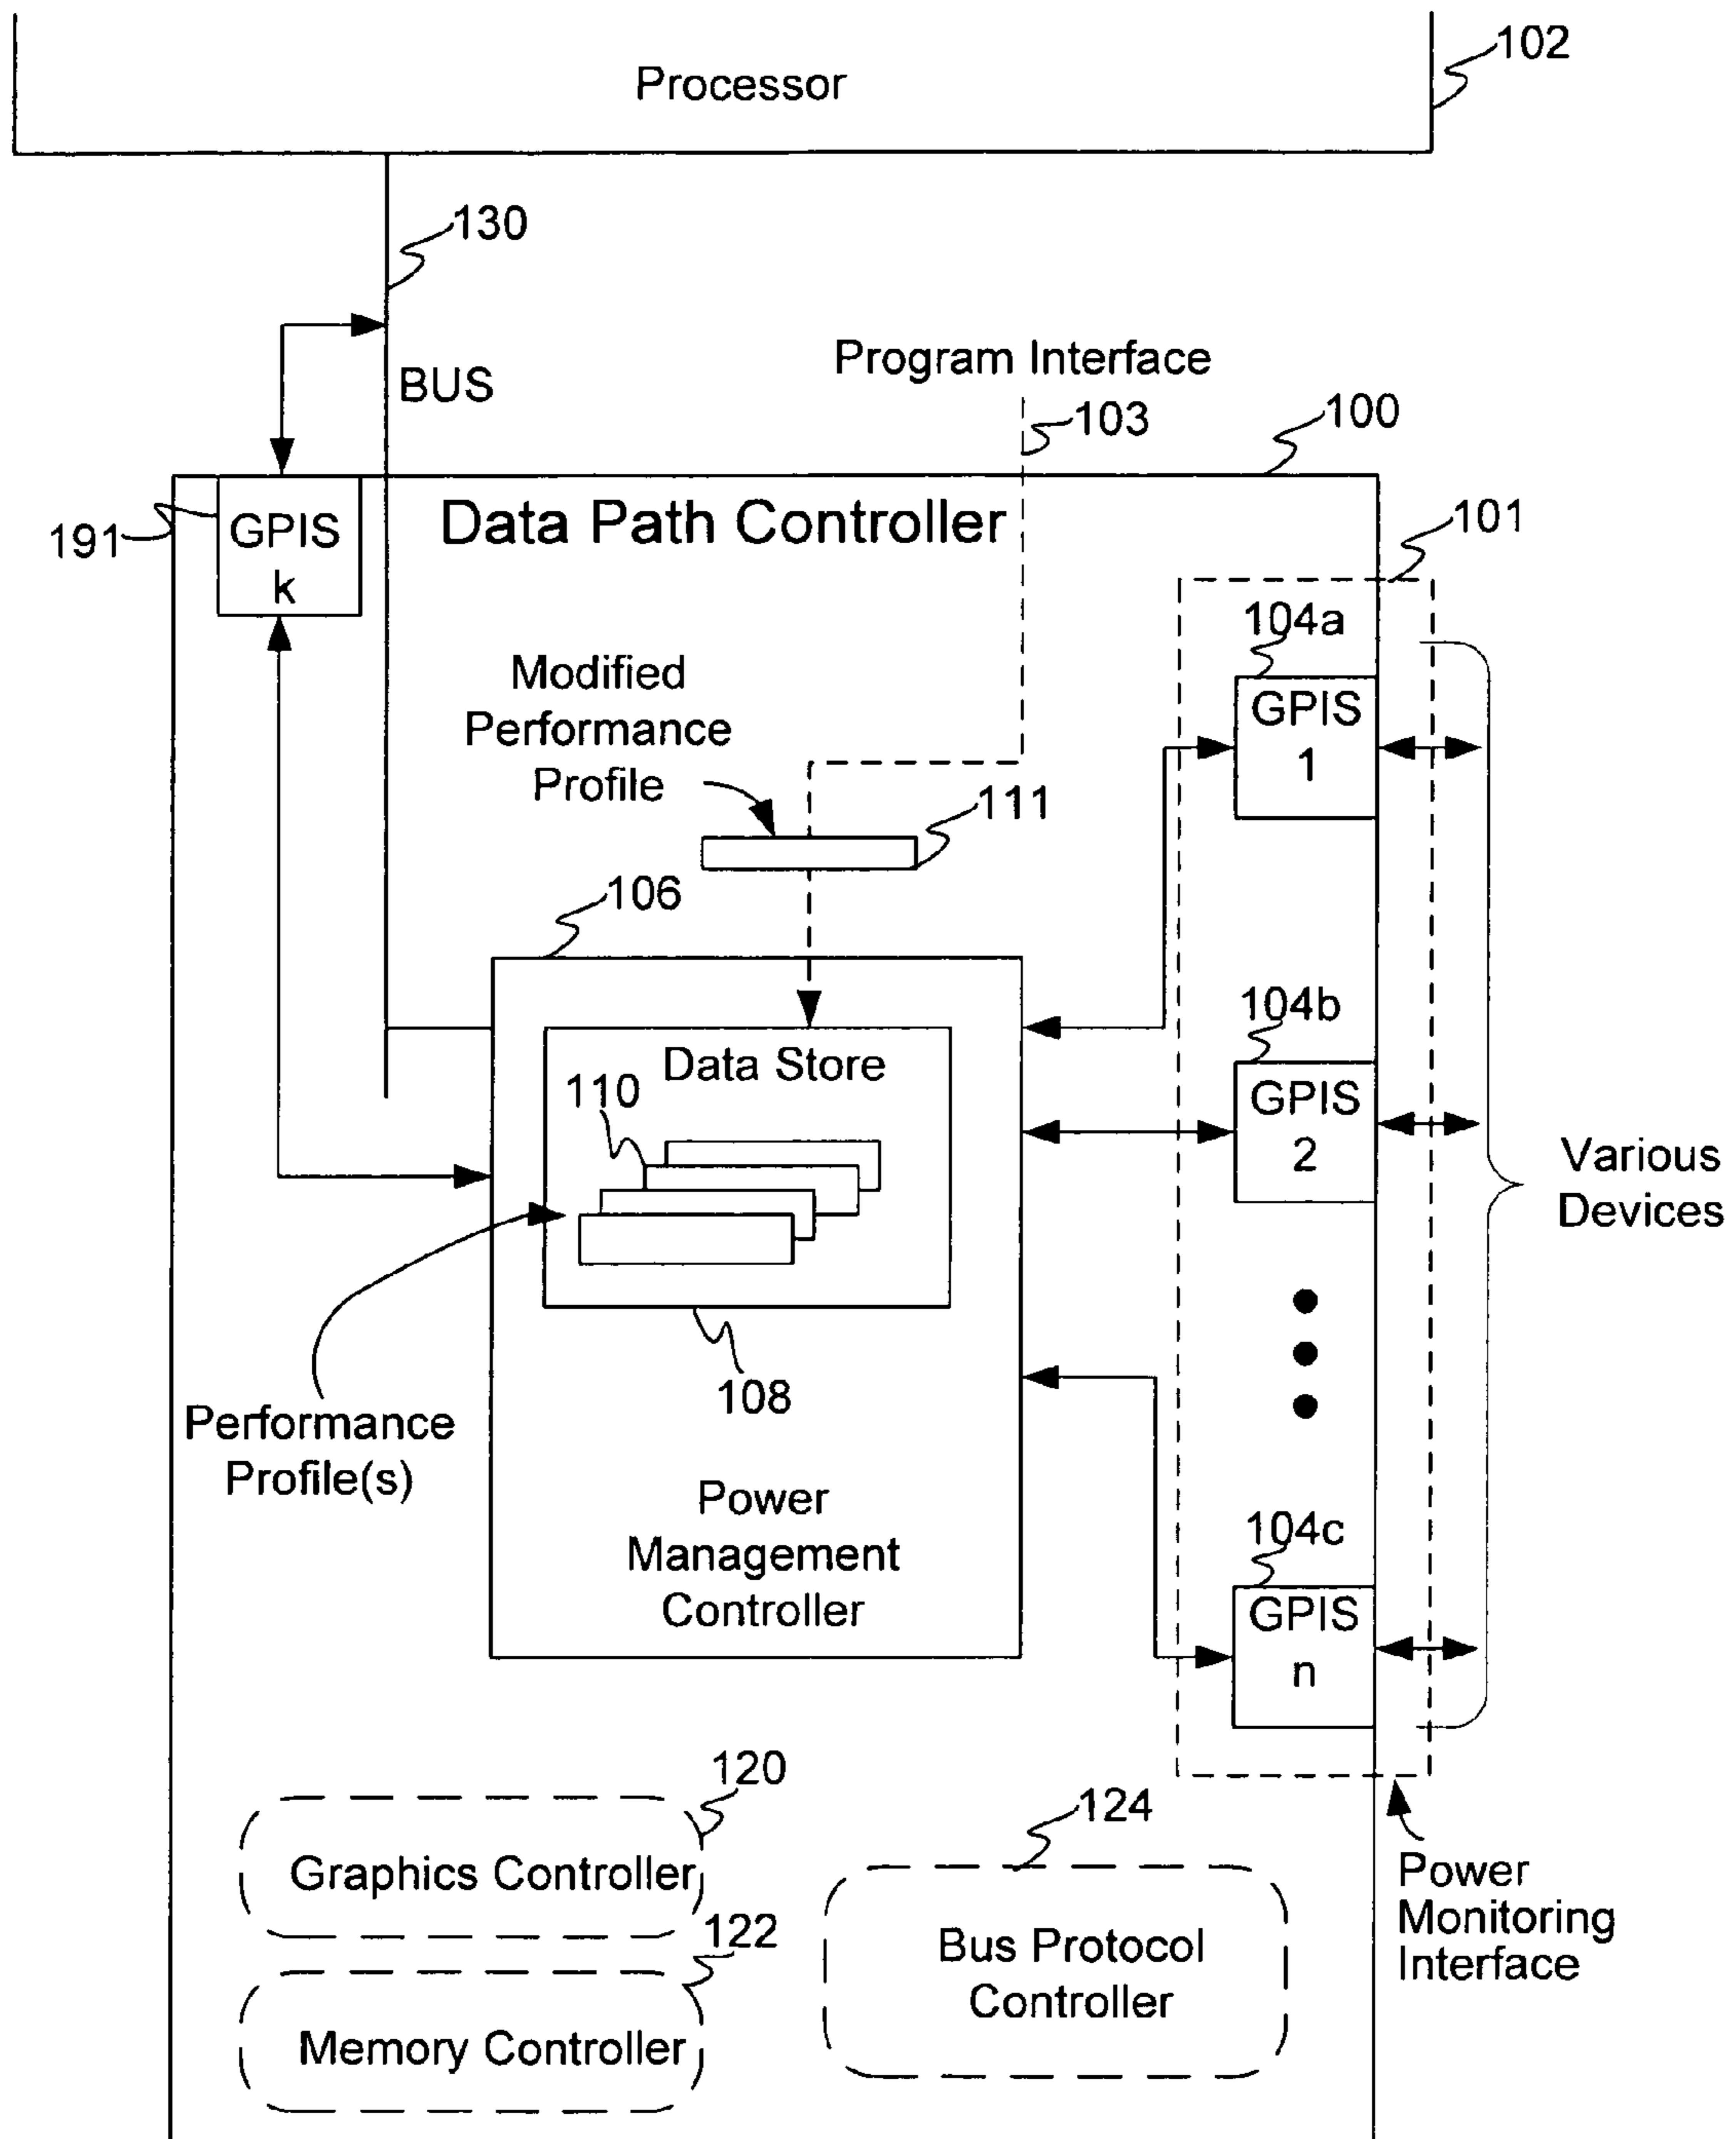 102
Processor
130
Program Interface
BUS
103
100
Data Path Controller
191
GPIS
k
101
104a
GPIS
1
Modified
Performance
Profile
111
106
104b
GPIS
2
Data Store
110
Various
Devices
108
Performance
Profile(s)
Power
Management
Controller
104c
GPIS
n
120
124
Graphics Controller
Power
Monitoring
Interface
122
Bus Protocol
Controller
Memory Controller